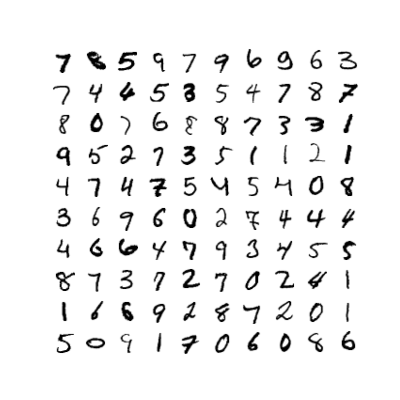 7 8 5 9 7 9 6 9 6 3
7 4 4 5 3 5 4 7 8 7
8 0 7 6 8 8 7 3 3 1
9 5 2 7 3 5 1 1 2 1
4 7 4 7 5 4 5 4 0 8
3 6 9 6 0 2 7 4 4 4
4 6 6 4 7 9 3 4 5 5
8 7 3 7 2 7 0 2 4 1
1 6 6 9 2 8 7 2 0 1
5 0 9 1 7 0 6 0 8 6